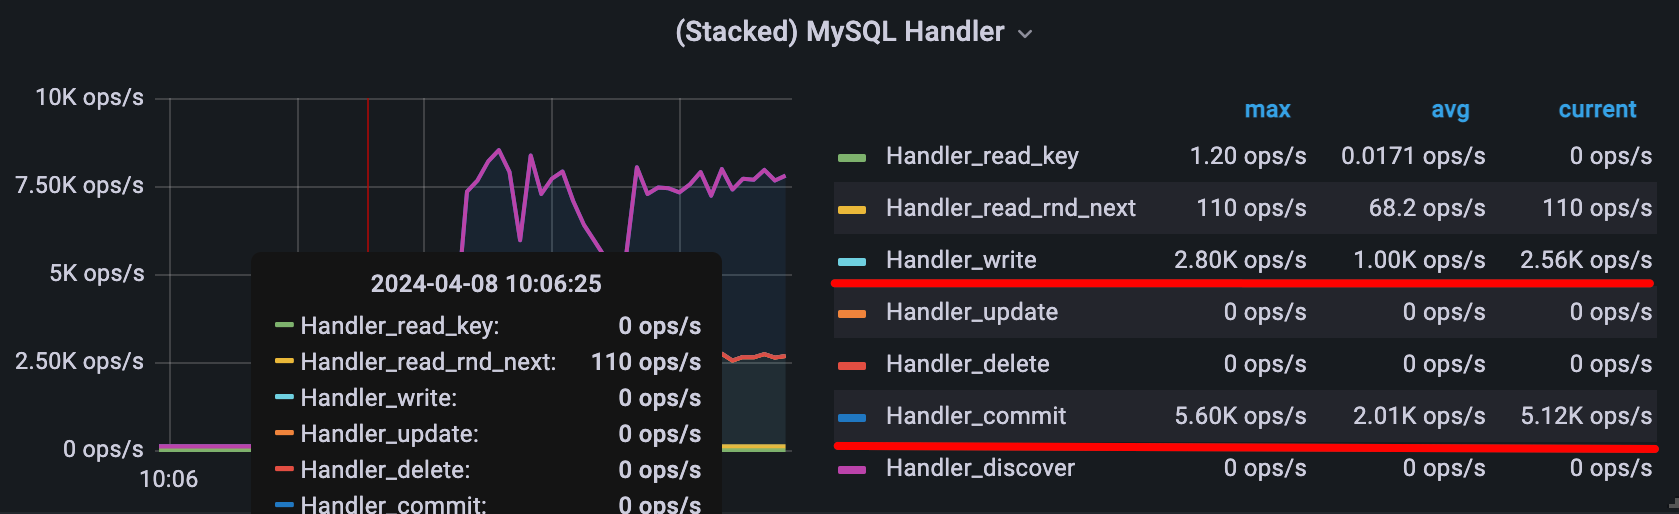 (Stacked) MySQL Handler
10K ops/s
7.50K ops/s
5K ops/s
2.50K ops/s
0 ops/s
10:06
2024-04-08 10:06:25
Handler_read_key: 0 ops/s
Handler_read_rnd_next: 110 ops/s
Handler_write: 0 ops/s
Handler_update: 0 ops/s
Handler_delete: 0 ops/s
Handler_commit: 0 ops/s
max avg current
Handler_read_key 1.20 ops/s 0.0171 ops/s 0 ops/s
Handler_read_rnd_next 110 ops/s 68.2 ops/s 110 ops/s
Handler_write 2.80K ops/s 1.00K ops/s 2.56K ops/s
Handler_update 0 ops/s 0 ops/s 0 ops/s
Handler_delete 0 ops/s 0 ops/s 0 ops/s
Handler_commit 5.60K ops/s 2.01K ops/s 5.12K ops/s
Handler_discover 0 ops/s 0 ops/s 0 ops/s